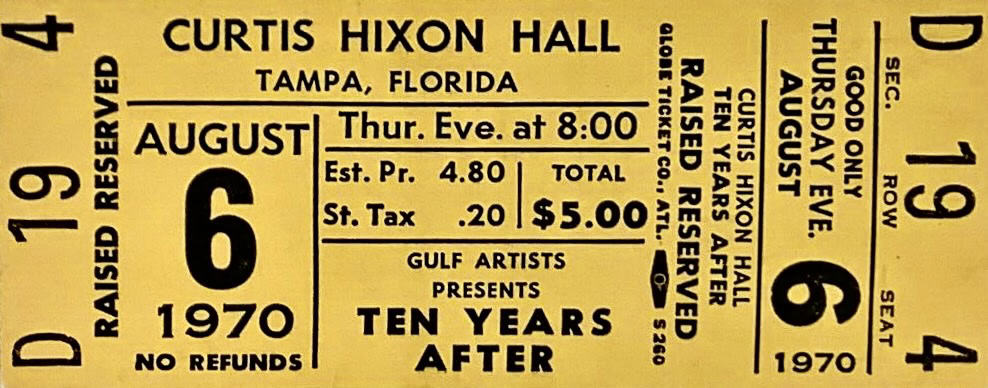 D 19 4
RAISED RESERVED
CURTIS HIXON HALL
TAMPA, FLORIDA
AUGUST
6
1970
NO REFUNDS
Thur. Eve. at 8:00
Est. Pr. 4.80
St. Tax .20
TOTAL
$5.00
GULF ARTISTS
PRESENTS
TEN YEARS
AFTER
GLOBE TICKET CO., ATL. S260
RAISED RESERVED
TEN YEARS AFTER
CURTIS HIXON HALL
AUGUST
6
1970
THURSDAY EVE.
GOOD ONLY
SEC. ROW SEAT
D 19 4